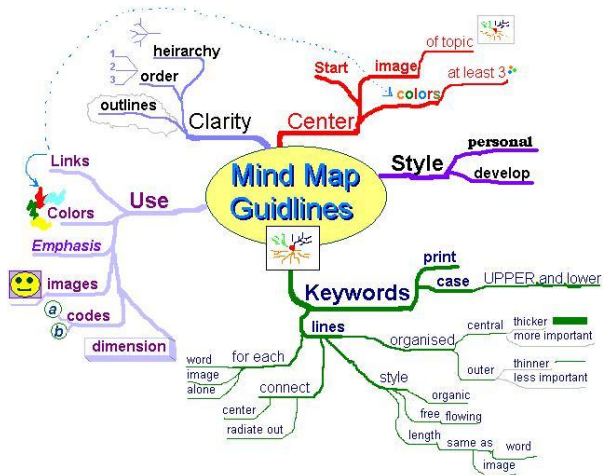 Mind Map
Guidlines
Center
Start
image
of topic
colors
at least 3
Style
personal
develop
Keywords
print
case
UPPER and lower
lines
organised
central
thicker
more important
outer
thinner
less important
style
organic
free flowing
length
same as
word
image
connect
center
radiate out
for each
word
image
alone
Use
Links
Colors
Emphasis
images
codes
a
b
dimension
Clarity
heirarchy
order
1
2
3
outlines